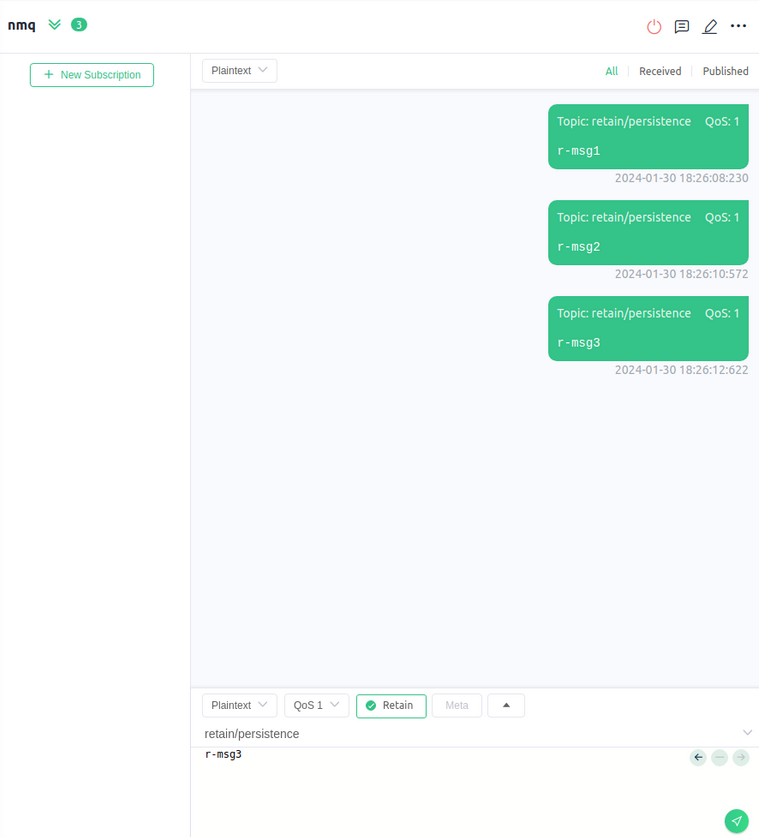 nmq 3
+ New Subscription
Plaintext
All Received Published
Topic: retain/persistence QoS: 1
r-msg1
2024-01-30 18:26:08:230
Topic: retain/persistence QoS: 1
r-msg2
2024-01-30 18:26:10:572
Topic: retain/persistence QoS: 1
r-msg3
2024-01-30 18:26:12:622
Plaintext QoS 1 Retain Meta
retain/persistence
r-msg3